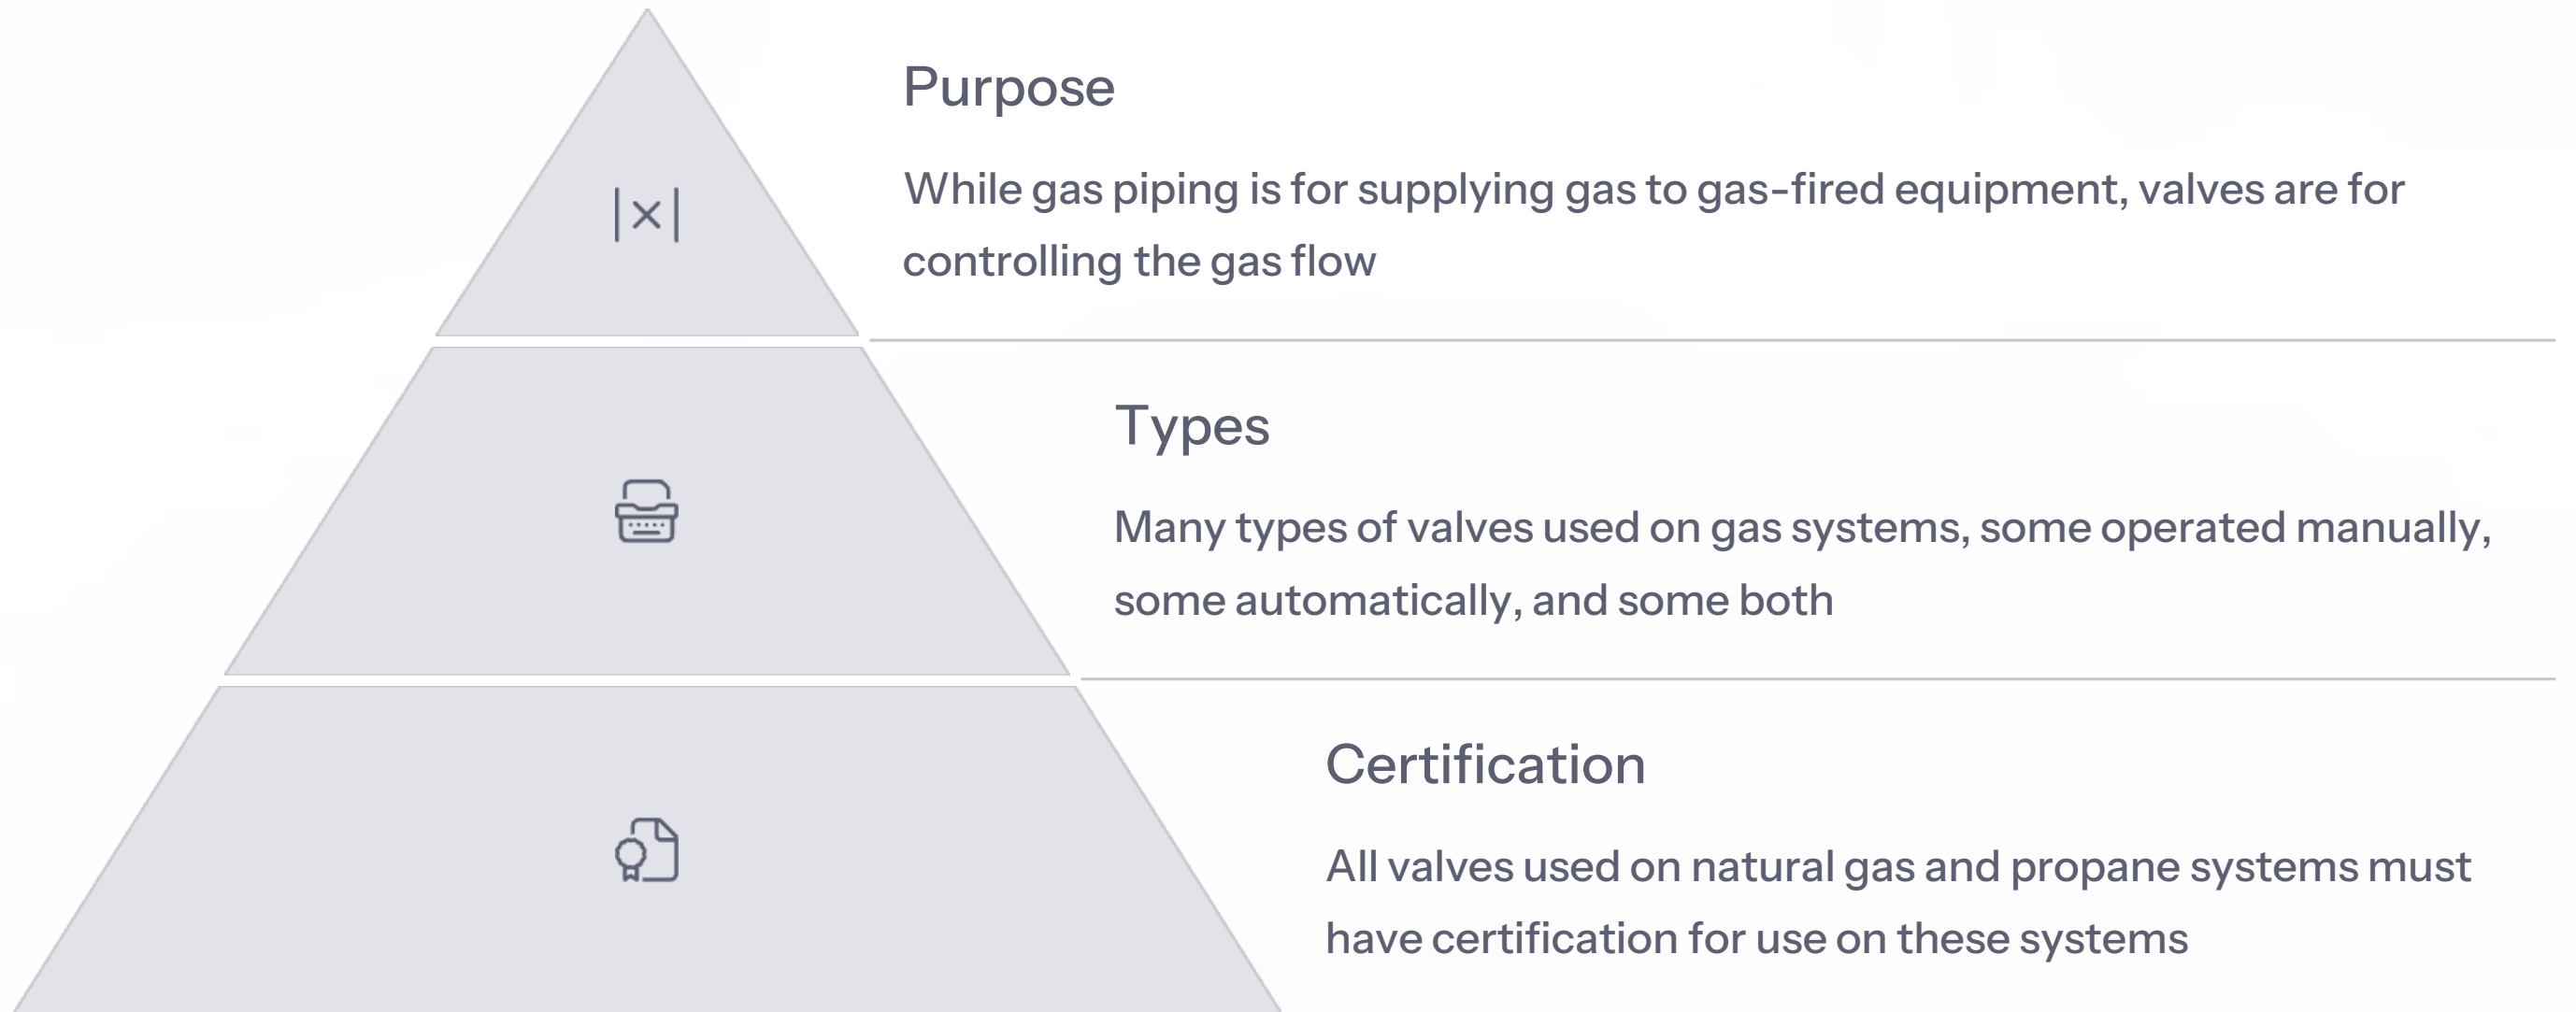 Purpose
While gas piping is for supplying gas to gas-fired equipment, valves are for
controlling the gas flow
Types
Many types of valves used on gas systems, some operated manually,
some automatically, and some both
Certification
All valves used on natural gas and propane systems must
have certification for use on these systems